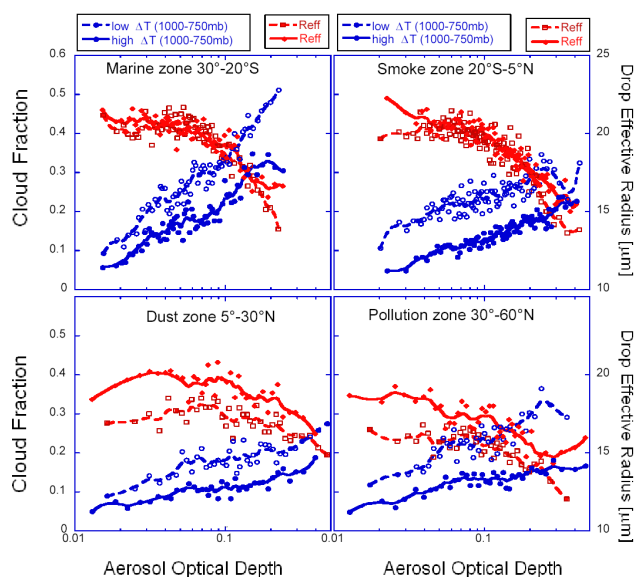 low ΔT (1000-750mb)
high ΔT (1000-750mb)
Reff
Reff
low ΔT (1000-750mb)
high ΔT (1000-750mb)
Reff
Reff
0.6
0.5
0.4
0.3
0.2
0.1
0
Cloud Fraction
Marine zone 30°-20°S
Smoke zone 20°S-5°N
25
20
15
10
Drop Effective Radius [μm]
0.5
0.4
0.3
0.2
0.1
0
Cloud Fraction
Dust zone 5°-30°N
Pollution zone 30°-60°N
20
15
10
Drop Effective Radius [μm]
0.01
0.1
0.01
0.01
0.1
Aerosol Optical Depth
Aerosol Optical Depth